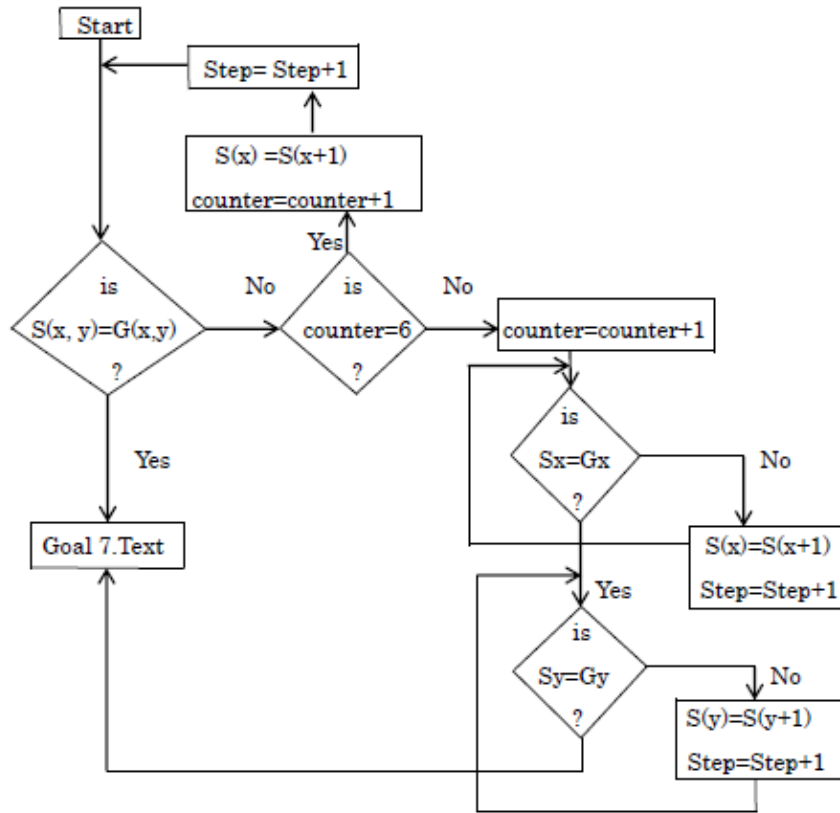 Start
Step= Step+1
S(x) =S(x+1)
counter=counter+1
Yes
is
S(x, y)=G(x,y)
?
No
is
counter=6
?
No
counter=counter+1
is
Sx=Gx
?
No
Yes
Goal 7.Text
S(x)=S(x+1)
Step=Step+1
Yes
is
Sy=Gy
?
No
S(y)=S(y+1)
Step=Step+1